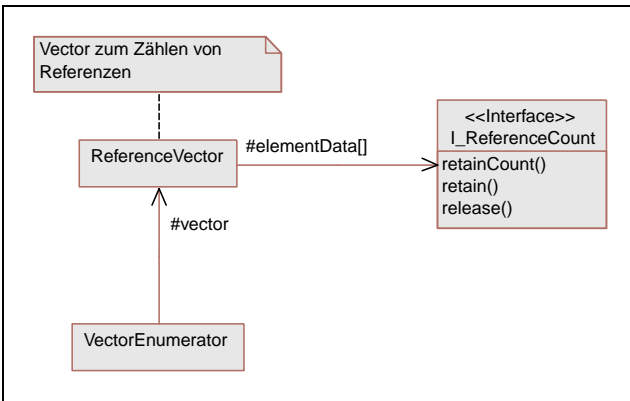 Vector zum Zählen von
Referenzen
<<Interface>>
I_ReferenceCount
retainCount()
retain()
release()
ReferenceVector
#elementData[]
#vector
VectorEnumerator